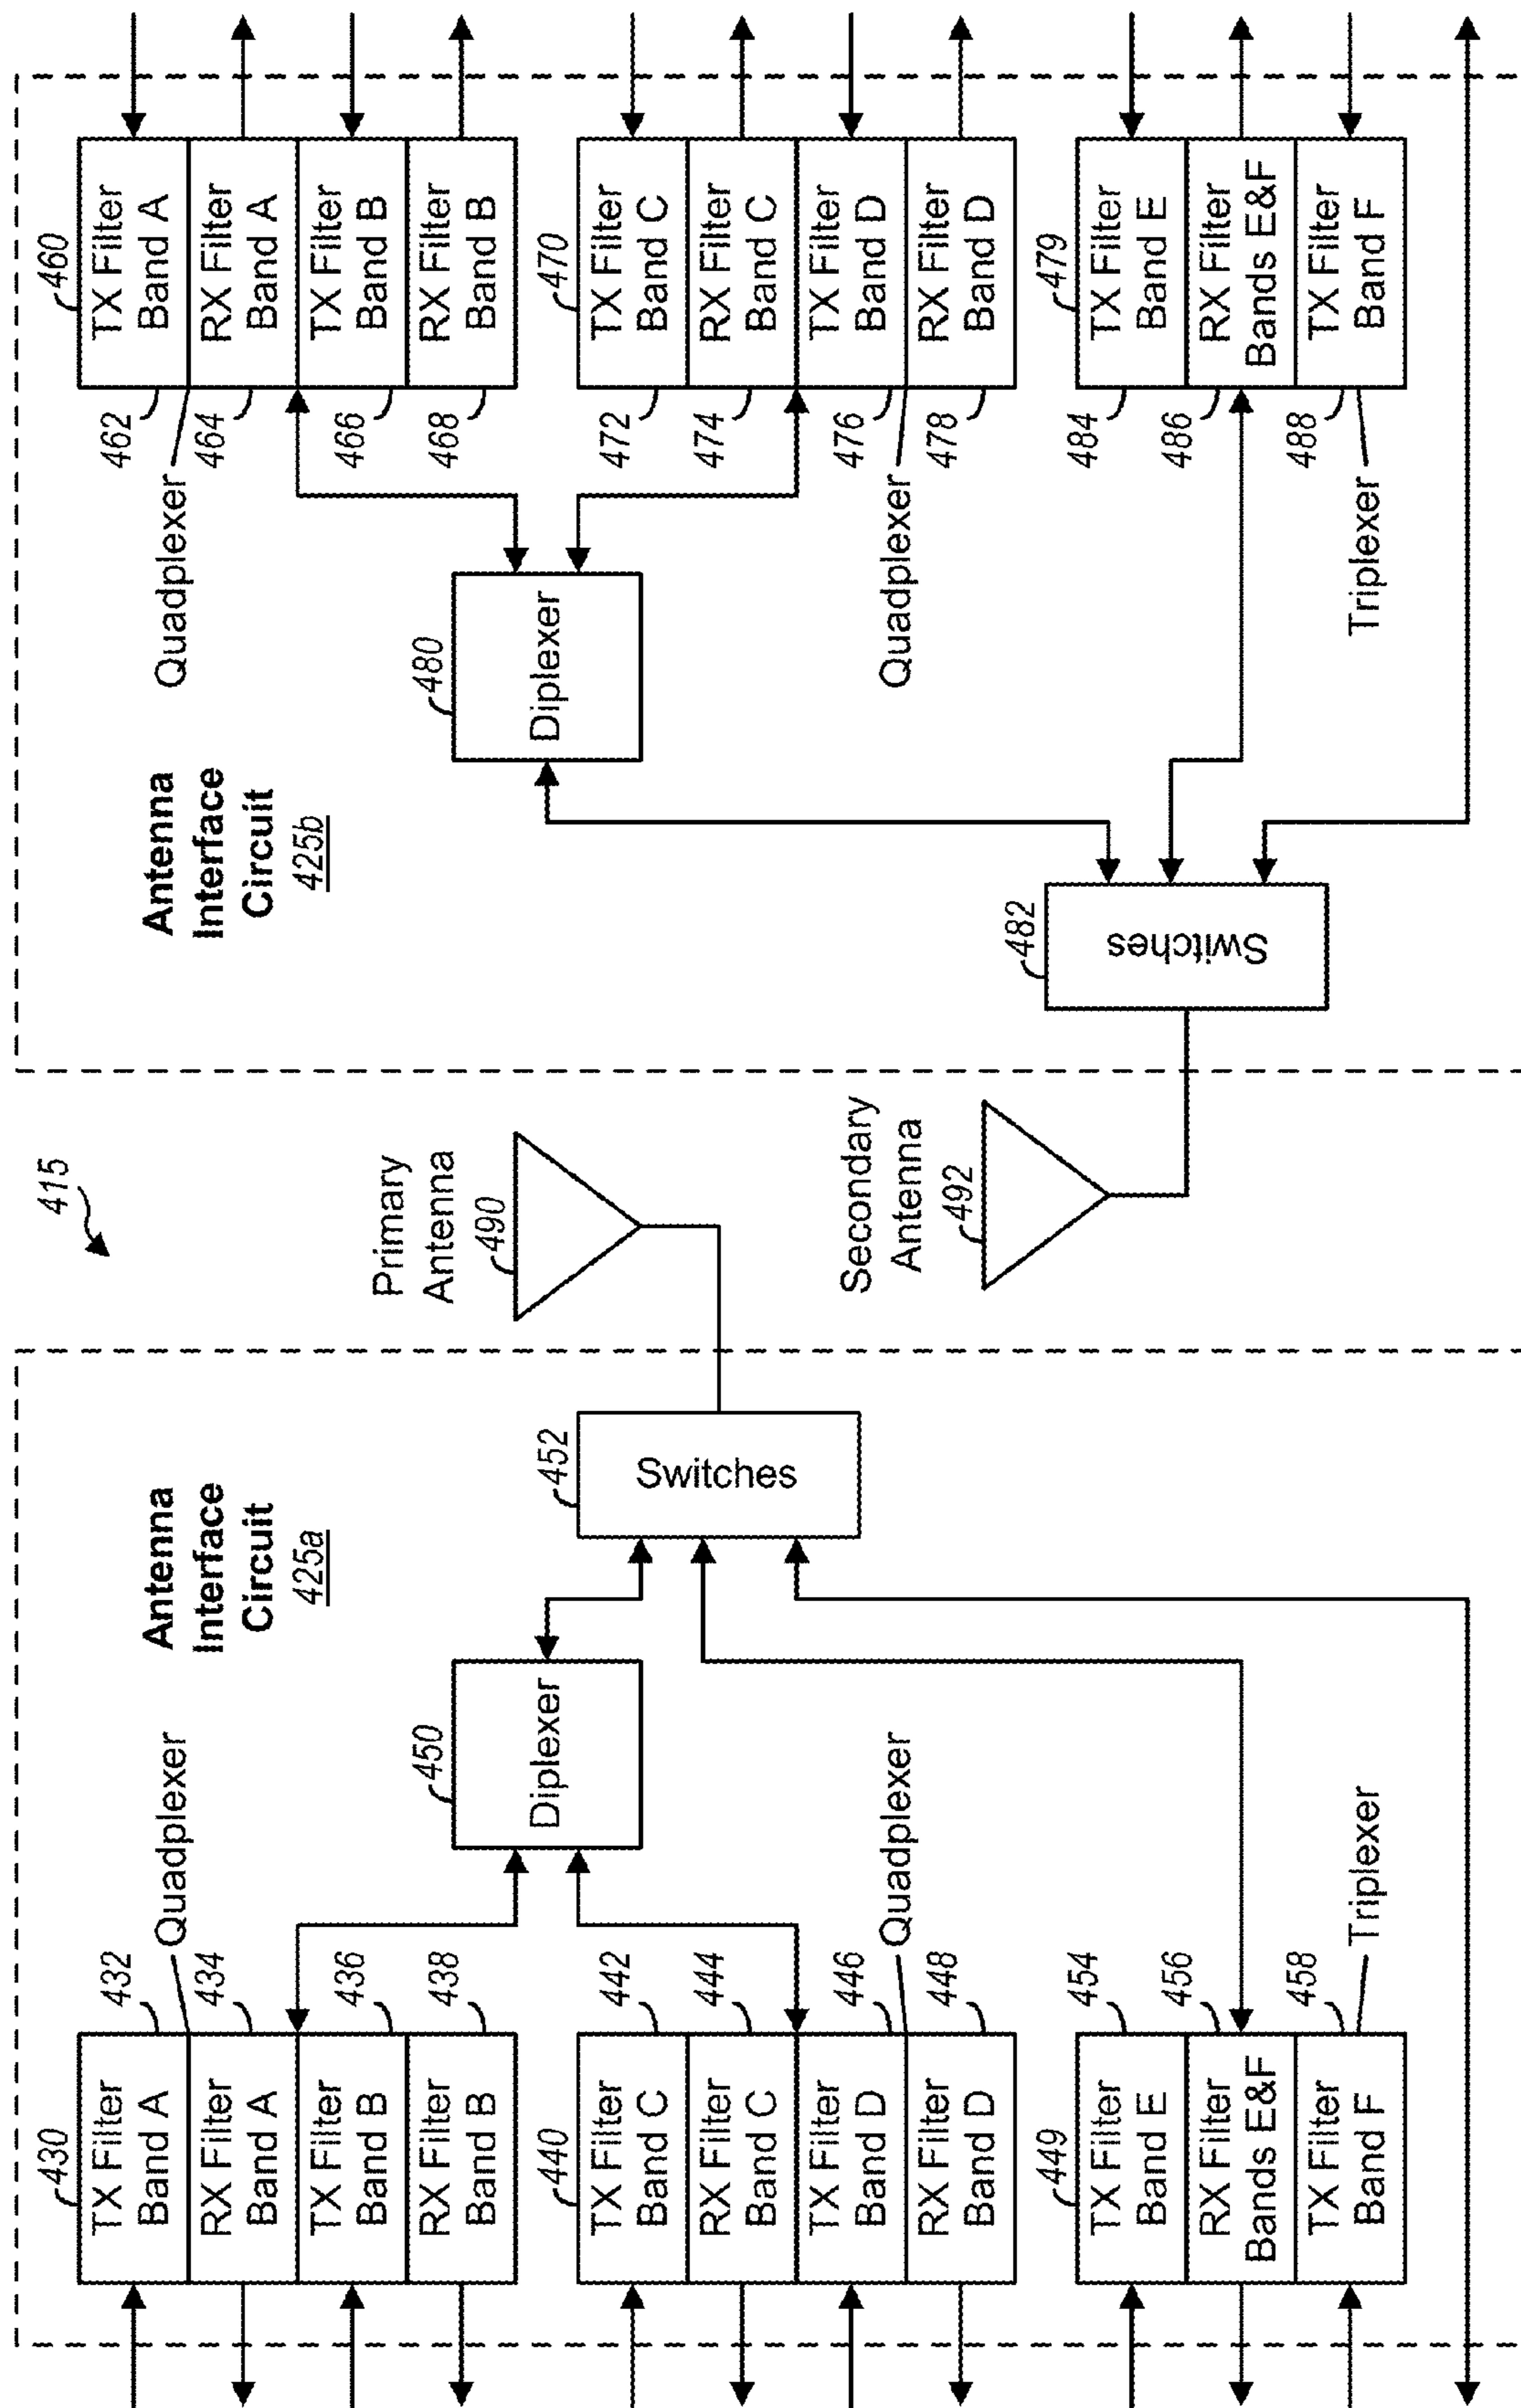 415
Antenna
Interface
Circuit
425a
430
TX Filter
Band A
432
RX Filter
Band A
434
TX Filter
Band B
436
RX Filter
Band B
438
Quadplexer
440
TX Filter
Band C
442
RX Filter
Band C
444
TX Filter
Band D
446
RX Filter
Band D
448
Quadplexer
449
TX Filter
Band E
454
RX Filter
Bands E&F
456
TX Filter
Band F
458
Triplexer
450
Diplexer
452
Switches
Primary
Antenna
490
Secondary
Antenna
492
Antenna
Interface
Circuit
425b
482
Switches
480
Diplexer
460
TX Filter
Band A
462
RX Filter
Band A
464
TX Filter
Band B
466
RX Filter
Band B
468
Quadplexer
470
TX Filter
Band C
472
RX Filter
Band C
474
TX Filter
Band D
476
RX Filter
Band D
478
Quadplexer
479
TX Filter
Band E
484
RX Filter
Bands E&F
486
TX Filter
Band F
488
Triplexer